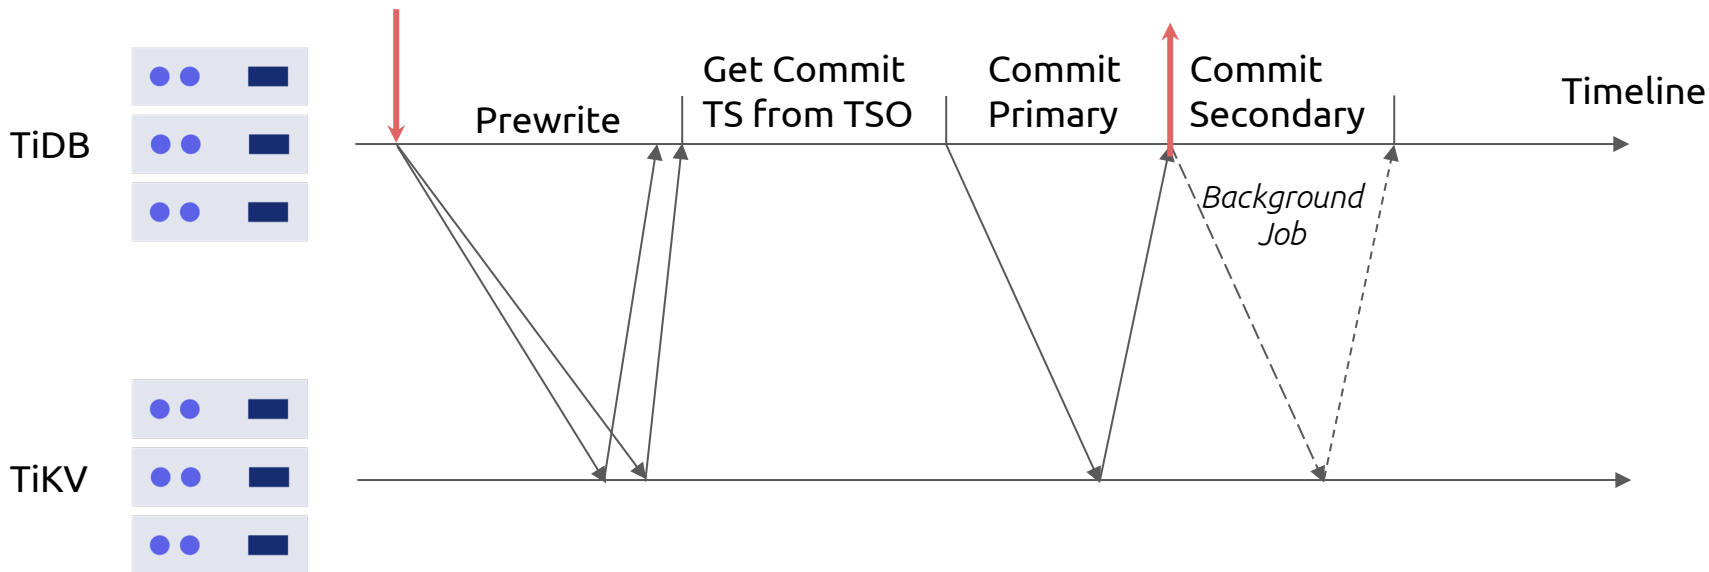 Get Commit
TS from TSO
Commit
Primary
Commit
Secondary
Timeline
Prewrite
TiDB
Background
Job
TiKV